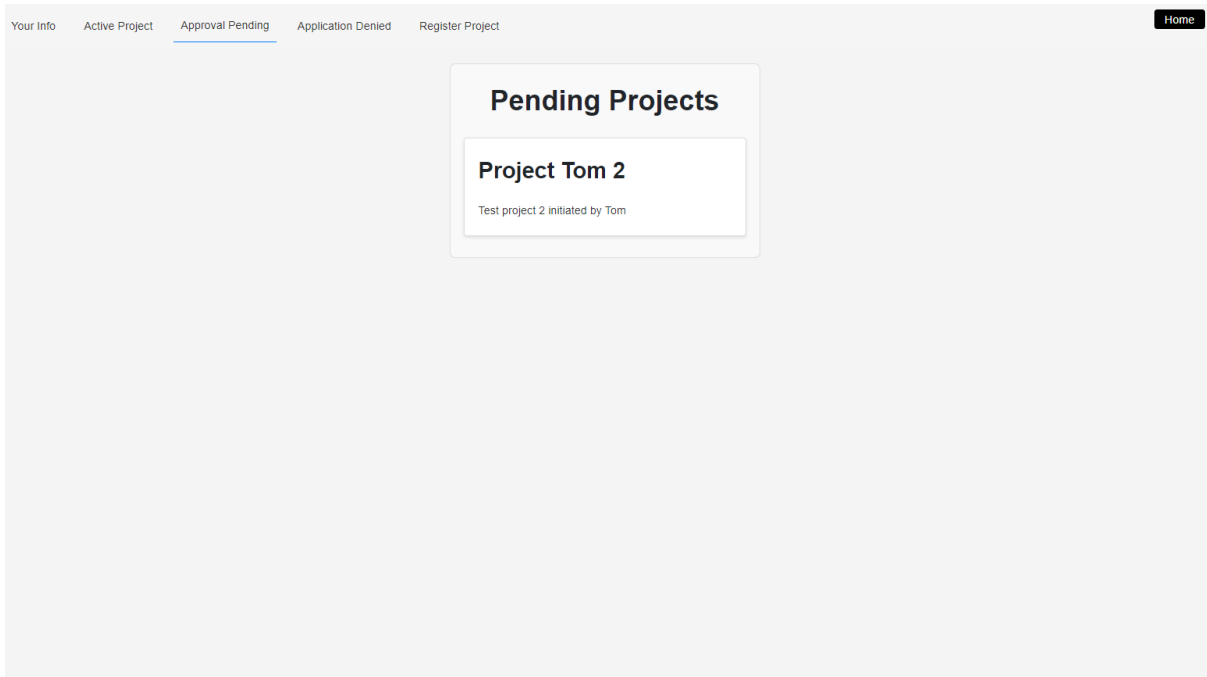 Your Info Active Project Approval Pending Application Denied Register Project Home
Pending Projects
Project Tom 2
Test project 2 initiated by Tom